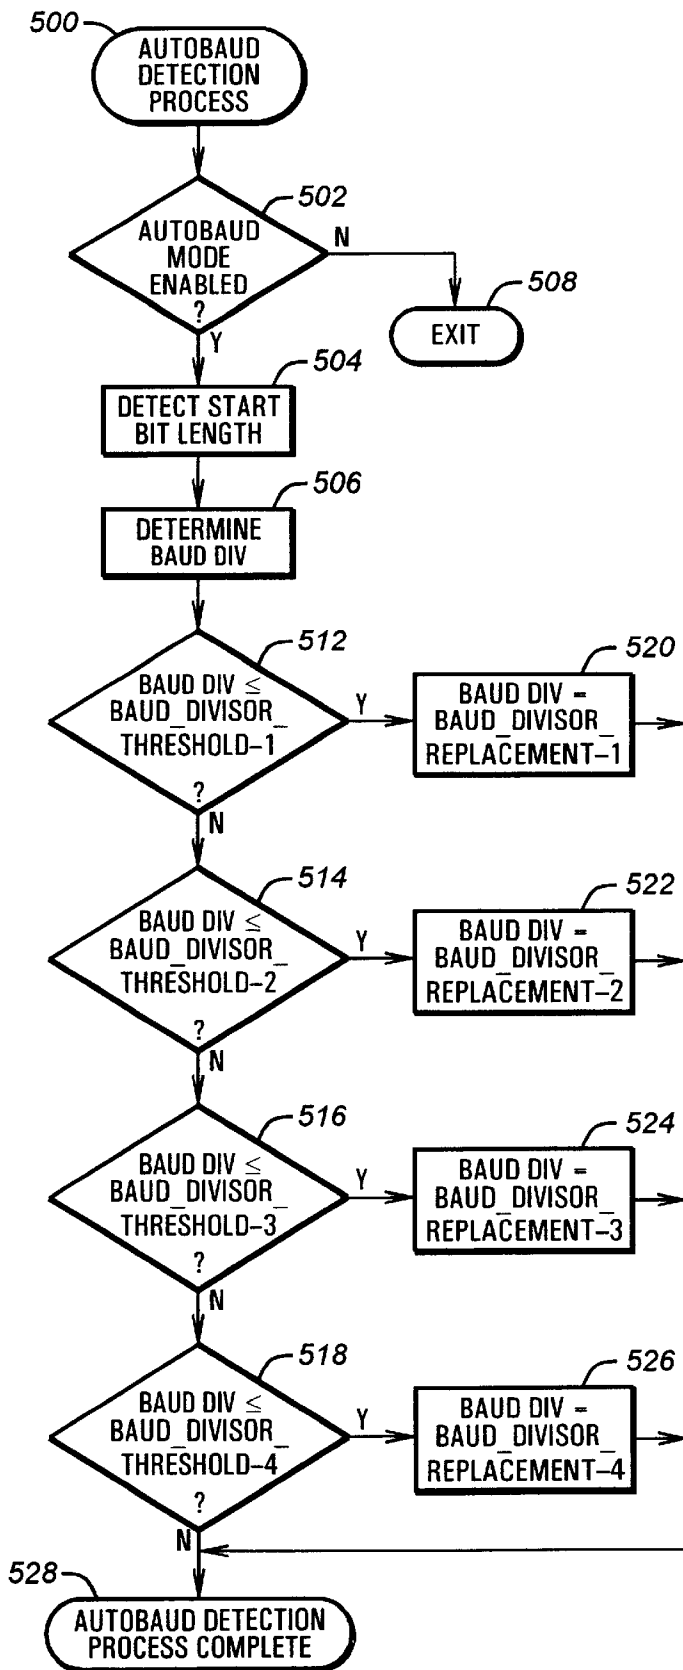 500
AUTOBAUD
DETECTION
PROCESS
502
AUTOBAUD
MODE
ENABLED
?
N
Y
508
EXIT
504
DETECT START
BIT LENGTH
506
DETERMINE
BAUD DIV
512
BAUD DIV ≤
BAUD_DIVISOR_
THRESHOLD–1
?
Y
N
520
BAUD DIV =
BAUD_DIVISOR_
REPLACEMENT–1
514
BAUD DIV ≤
BAUD_DIVISOR_
THRESHOLD–2
?
Y
N
522
BAUD DIV =
BAUD_DIVISOR_
REPLACEMENT–2
516
BAUD DIV ≤
BAUD_DIVISOR_
THRESHOLD–3
?
Y
N
524
BAUD DIV =
BAUD_DIVISOR_
REPLACEMENT–3
518
BAUD DIV ≤
BAUD_DIVISOR_
THRESHOLD–4
?
Y
N
526
BAUD DIV =
BAUD_DIVISOR_
REPLACEMENT–4
528
AUTOBAUD DETECTION
PROCESS COMPLETE